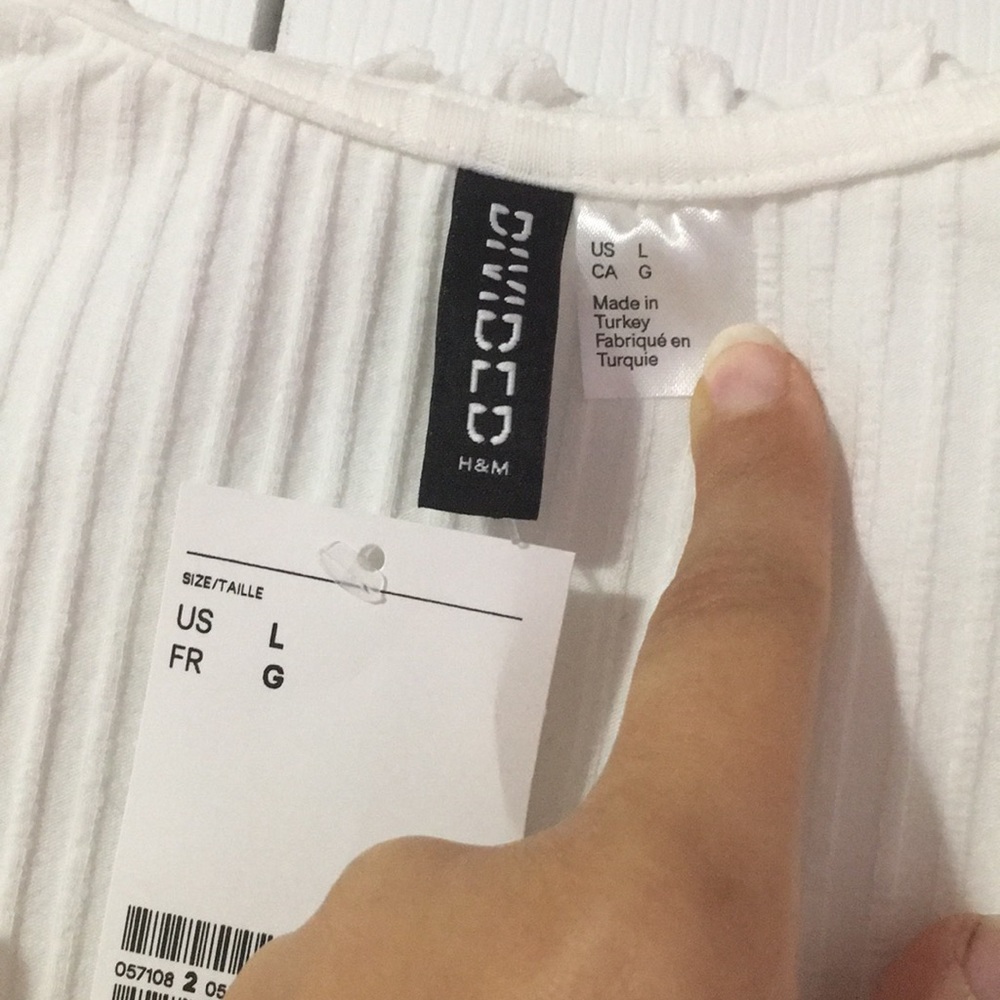 DIVIDED
H&M
US L
CA G
Made in
Turkey
Fabriqué en
Turquie
SIZE/TAILLE
US L
FR G
057108 2 05